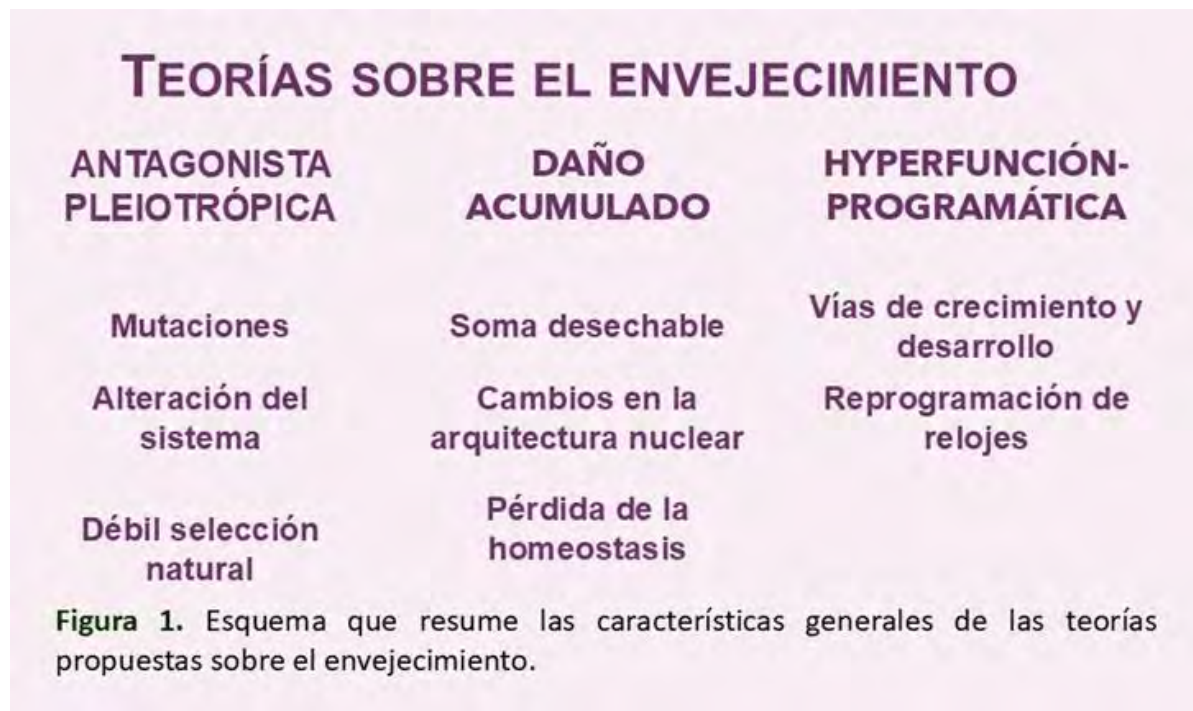 TEORÍAS SOBRE EL ENVEJECIMIENTO
ANTAGONISTA
PLEIOTRÓPICA
Mutaciones
Alteración del
sistema
Débil selección
natural
DAÑO
ACUMULADO
Soma desechable
Cambios en la
arquitectura nuclear
Pérdida de la
homeostasis
HYPERFUNCIÓN-
PROGRAMÁTICA
Vías de crecimiento y
desarrollo
Reprogramación de
relojes
Figura 1. Esquema que resume las características generales de las teorías
propuestas sobre el envejecimiento.